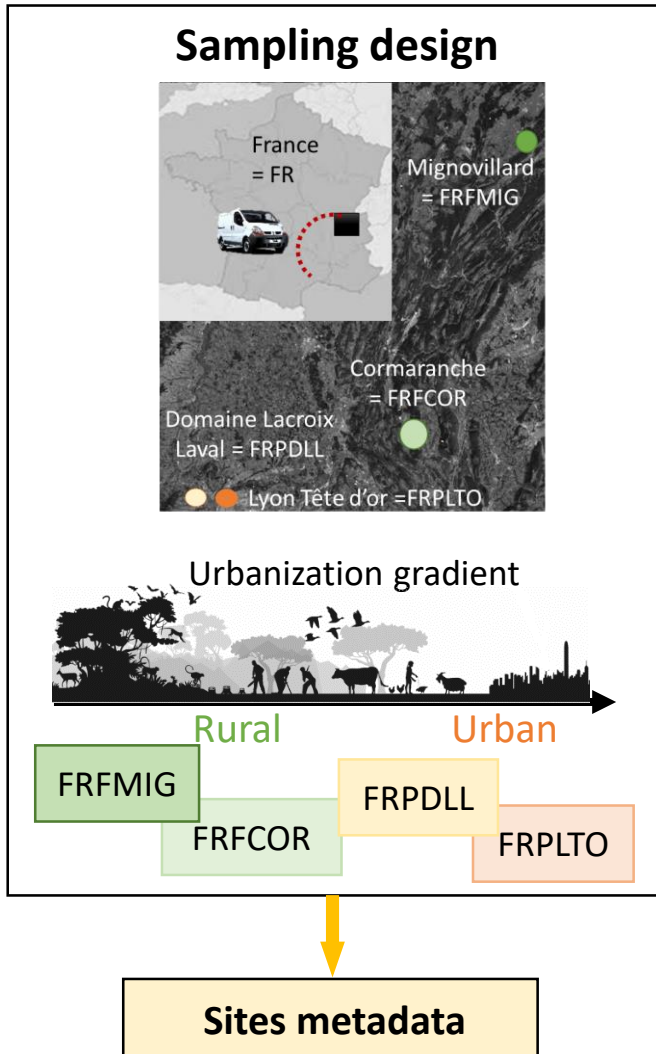 Sampling design
France
= FR
Mignovillard
= FRFMIG
Cormaranche
= FRFCOR
Domaine Lacroix
Laval = FRPDLL
Lyon Tête d'or =FRPLTO
Urbanization gradient
Rural
Urban
FRFMIG
FRFCOR
FRPDLL
FRPLTO
Sites metadata